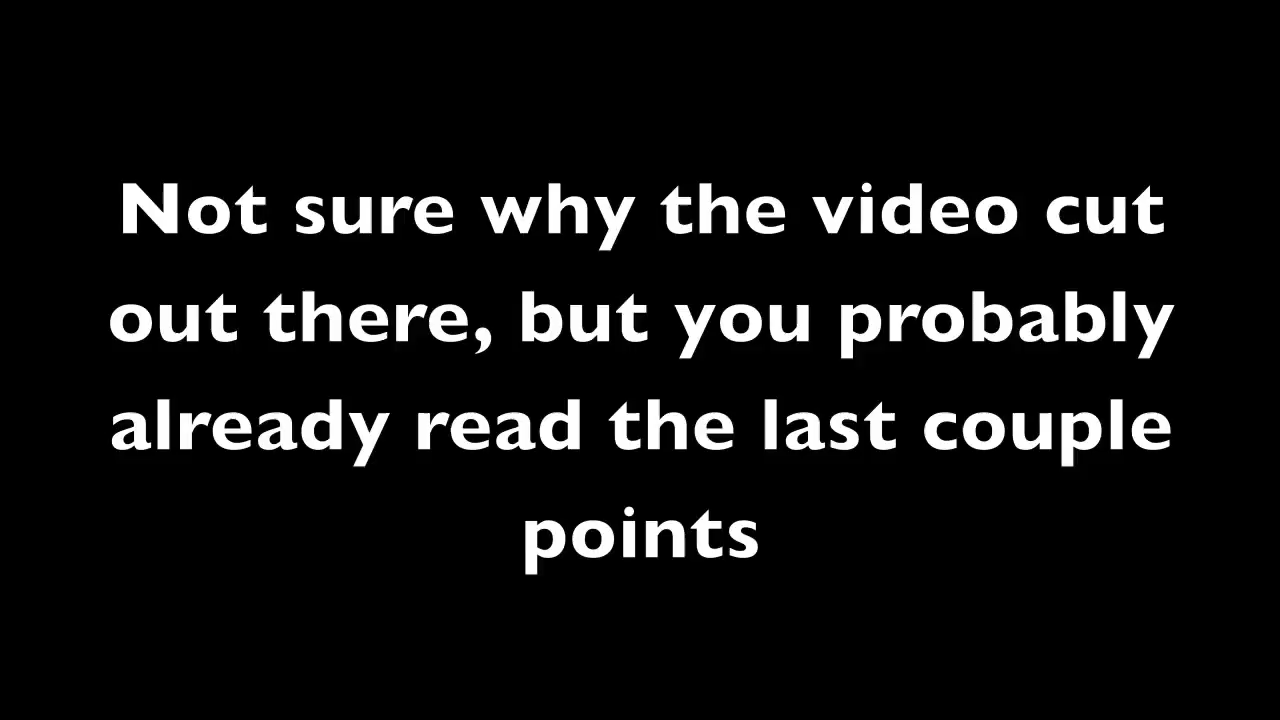 Not sure why the video cut
out there, but you probably
already read the last couple
points